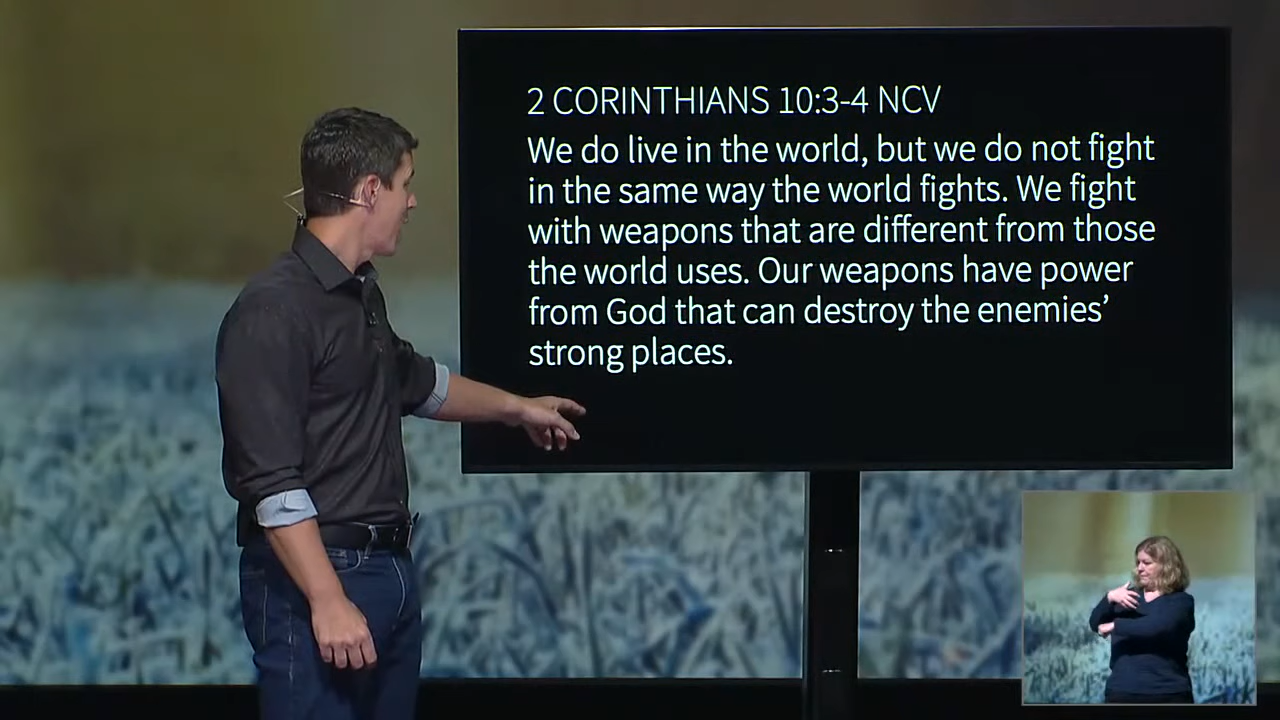 2 CORINTHIANS 10:3-4 NCV
We do live in the world, but we do not fight
in the same way the world fights. We fight
with weapons that are different from those
the world uses. Our weapons have power
from God that can destroy the enemies’
strong places.